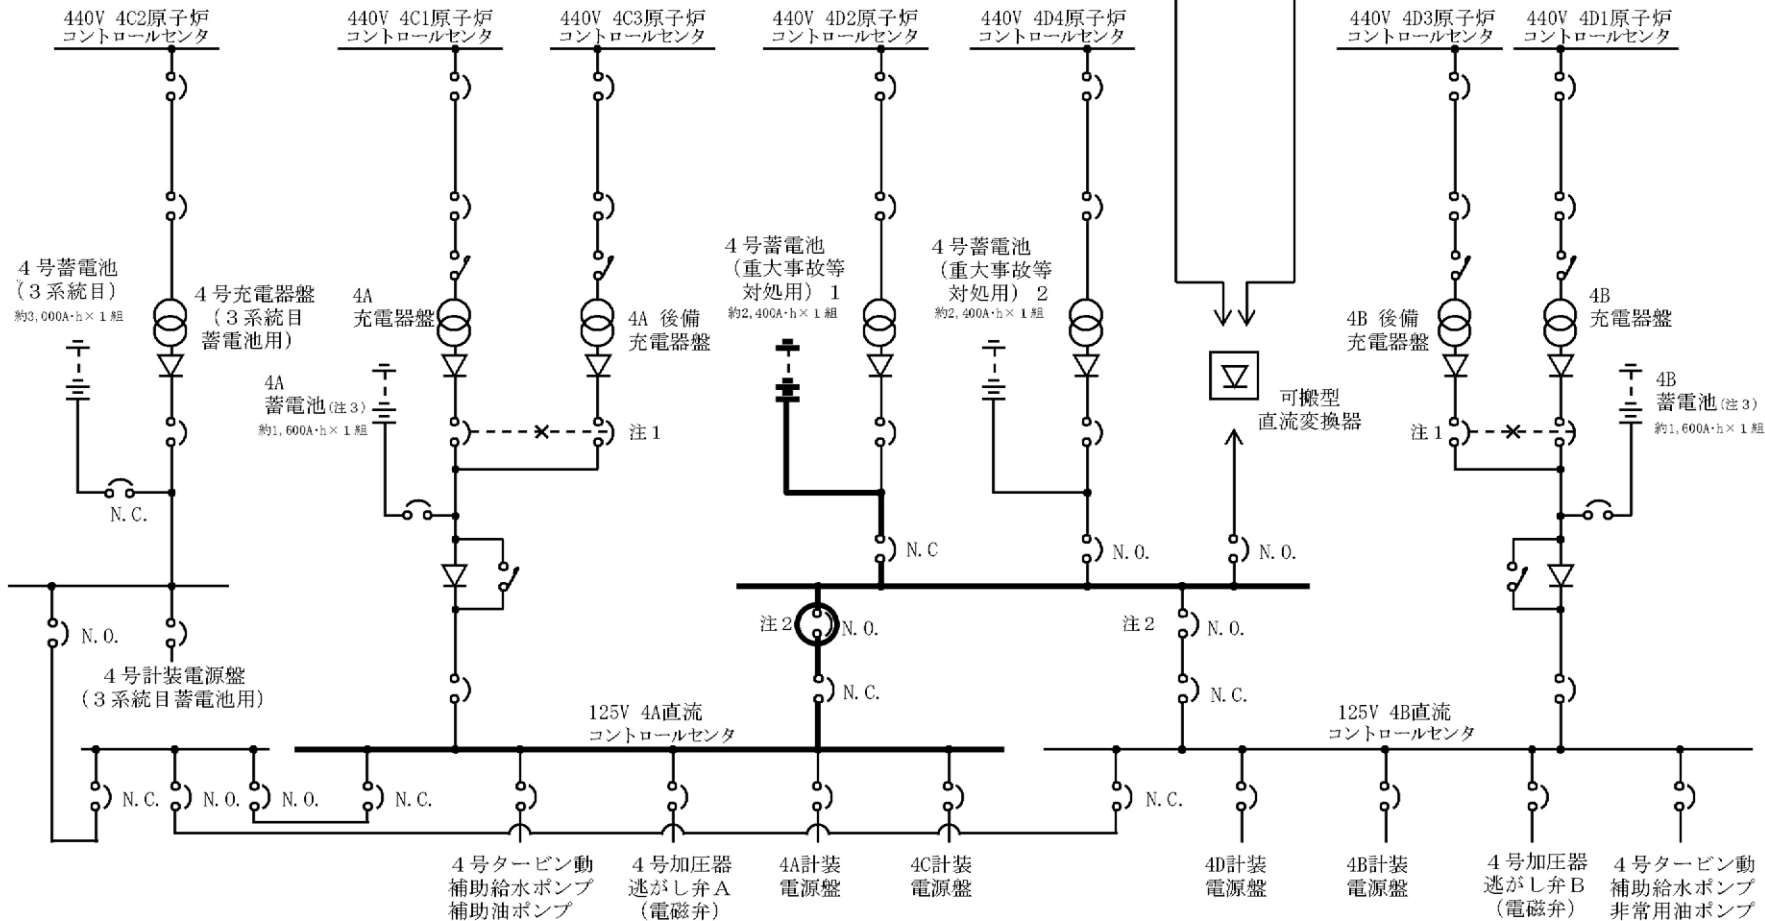 440V 4C2原子炉
コントロールセンタ
440V 4C1原子炉
コントロールセンタ
440V 4C3原子炉
コントロールセンタ
440V 4D2原子炉
コントロールセンタ
440V 4D4原子炉
コントロールセンタ
440V 4D3原子炉
コントロールセンタ
440V 4D1原子炉
コントロールセンタ
4号蓄電池
(3系統目)
約3,000A·h×1組
4号充電器盤
(3系統目
蓄電池用)
4A
充電器盤
4A 後備
充電器盤
4A
蓄電池(注3)
約1,600A·h×1組
注1
4号蓄電池
(重大事故等
対処用) 1
約2,400A·h×1組
4号蓄電池
(重大事故等
対処用) 2
約2,400A·h×1組
可搬型
直流変換器
4B 後備
充電器盤
4B
充電器盤
4B
蓄電池(注3)
約1,600A·h×1組
注1
N.C.
N.C
N.O.
N.O.
N.O.
4号計装電源盤
(3系統目蓄電池用)
注2
N.O.
注2
N.O.
N.C.
N.C.
125V 4A直流
コントロールセンタ
125V 4B直流
コントロールセンタ
N.C.
N.O.
N.O.
N.C.
N.C.
4号タービン動
補助給水ポンプ
補助油ポンプ
4号加圧器
逃がし弁A
(電磁弁)
4A計装
電源盤
4C計装
電源盤
4D計装
電源盤
4B計装
電源盤
4号加圧器
逃がし弁B
(電磁弁)
4号タービン動
補助給水ポンプ
非常用油ポンプ